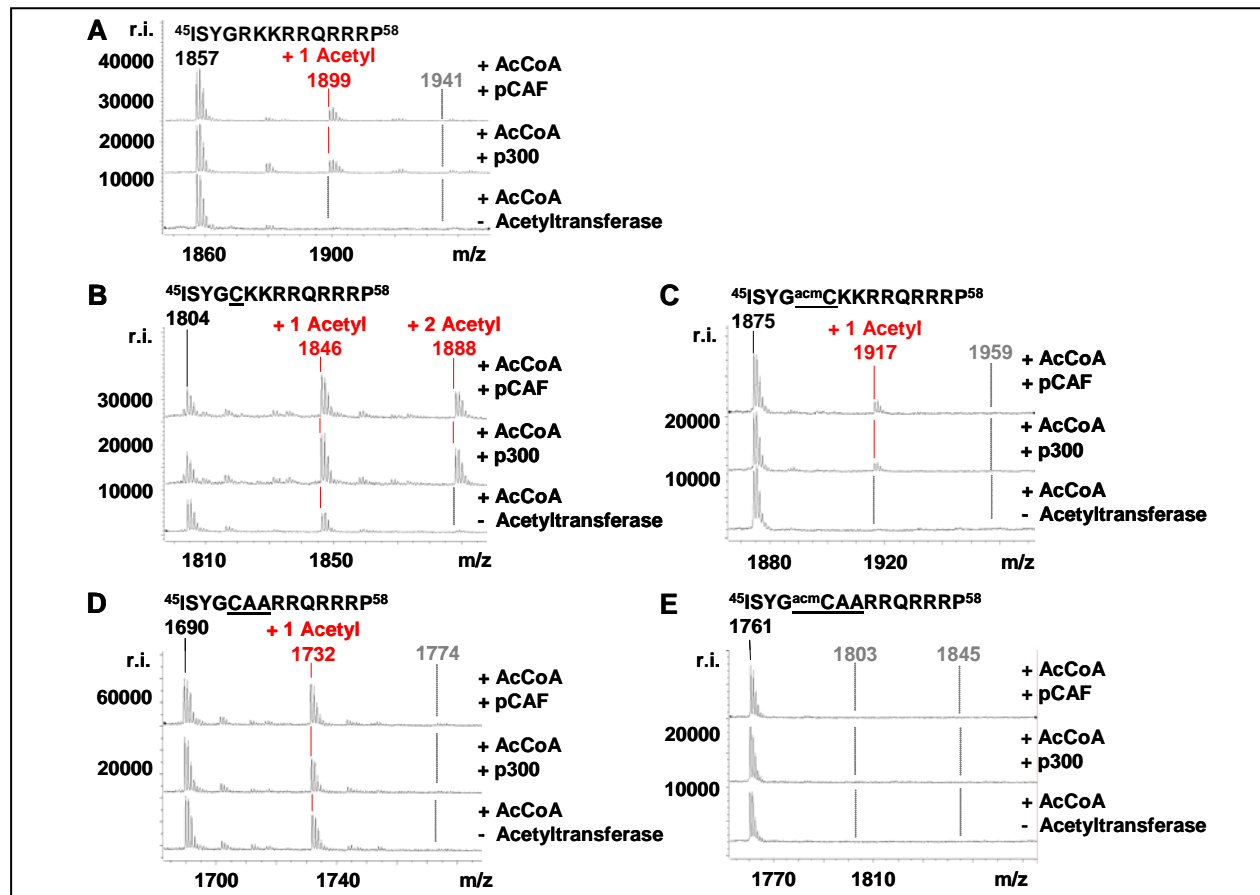 A
r.i.
45ISYGRKKRRQRRRP58
1857
+ 1 Acetyl
1899
1941
40000
30000
20000
10000
+ AcCoA
+ pCAF
+ AcCoA
+ p300
+ AcCoA
- Acetyltransferase
1860
1900
m/z
B
45ISYGCKKRRQRRRP58
1804
r.i.
+ 1 Acetyl
+ 2 Acetyl
1846
1888
30000
20000
10000
+ AcCoA
+ pCAF
+ AcCoA
+ p300
+ AcCoA
- Acetyltransferase
1810
1850
m/z
C
45ISYGacmCKKRRQRRRP58
1875
r.i.
+ 1 Acetyl
1917
1959
20000
10000
+ AcCoA
+ pCAF
+ AcCoA
+ p300
+ AcCoA
- Acetyltransferase
1880
1920
m/z
D
45ISYGCAARRQRRRP58
1690
r.i.
+ 1 Acetyl
1732
1774
60000
20000
+ AcCoA
+ pCAF
+ AcCoA
+ p300
+ AcCoA
- Acetyltransferase
1700
1740
m/z
E
45ISYGacmCAARRQRRRP58
1761
r.i.
1803
1845
20000
10000
+ AcCoA
+ pCAF
+ AcCoA
+ p300
+ AcCoA
- Acetyltransferase
1770
1810
m/z